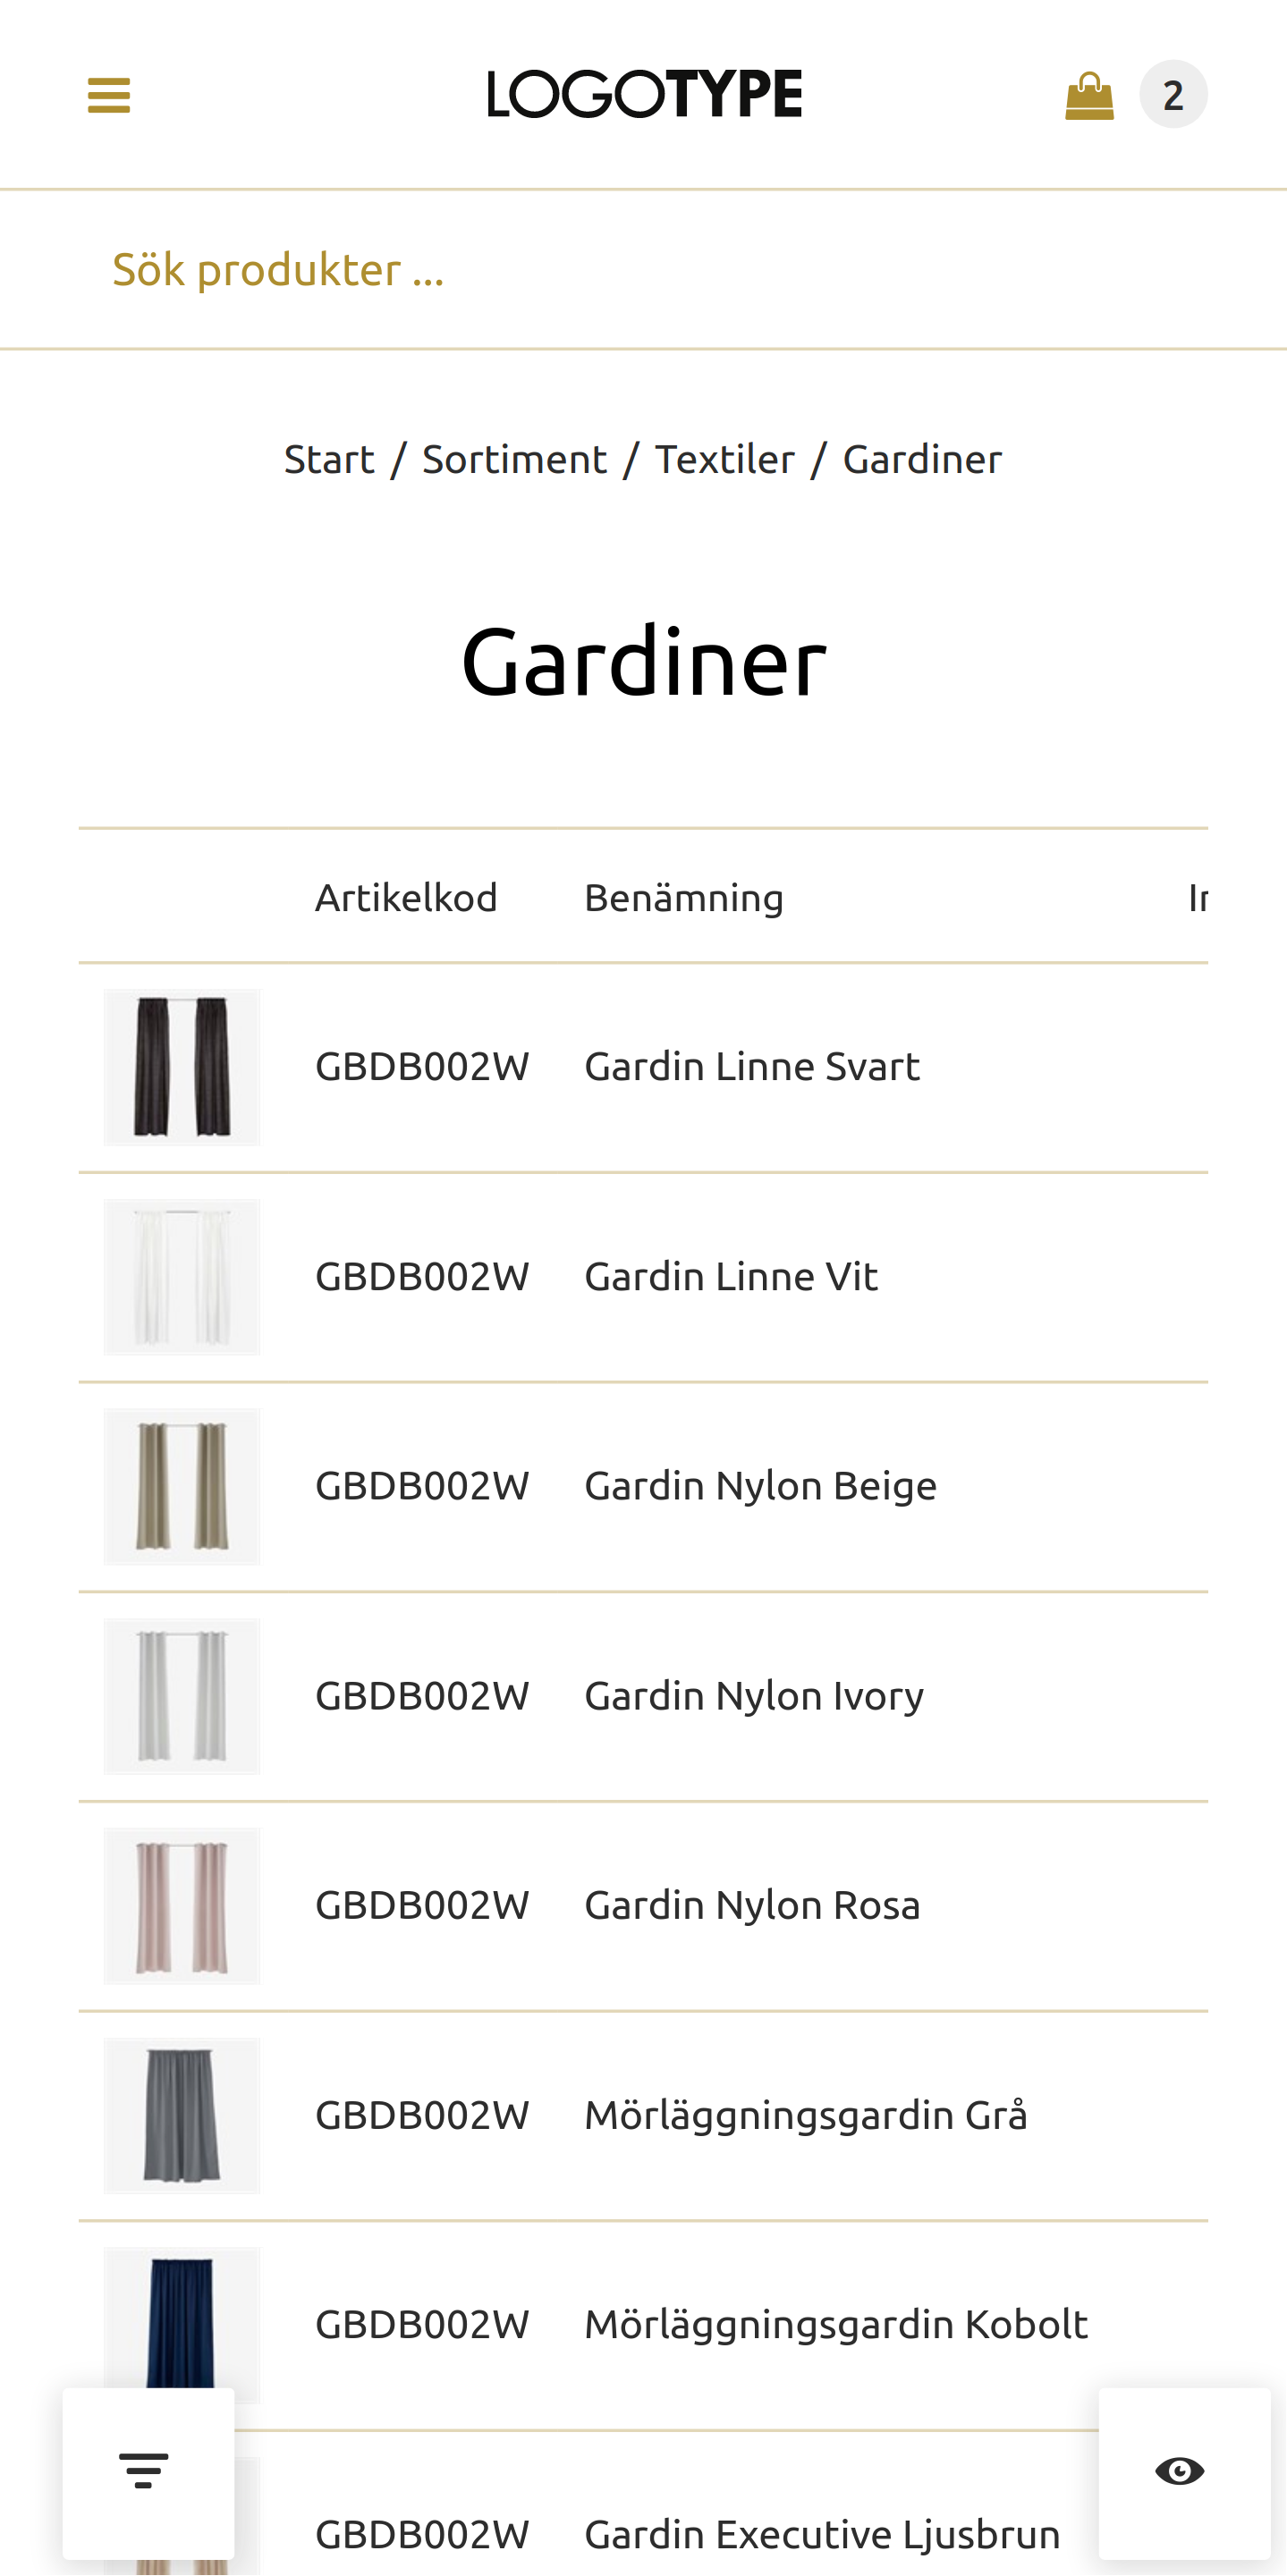 LOGOTYPE
2
Sök produkter ...
Start / Sortiment / Textiler / Gardiner
Gardiner
Artikelkod Benämning
GBDB002W Gardin Linne Svart
GBDB002W Gardin Linne Vit
GBDB002W Gardin Nylon Beige
GBDB002W Gardin Nylon Ivory
GBDB002W Gardin Nylon Rosa
GBDB002W Mörläggningsgardin Grå
GBDB002W Mörläggningsgardin Kobolt
GBDB002W Gardin Executive Ljusbrun